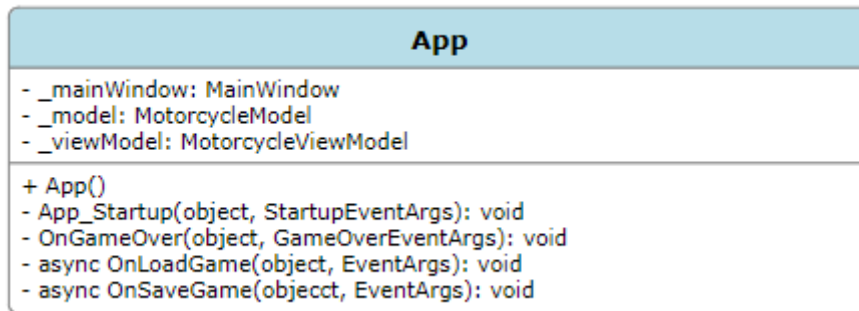 App
- _mainWindow: MainWindow
- _model: MotorcycleModel
- _viewModel: MotorcycleViewModel
+ App()
- App_Startup(object, StartupEventArgs): void
- OnGameOver(object, GameOverEventArgs): void
- async OnLoadGame(object, EventArgs): void
- async OnSaveGame(objecct, EventArgs): void